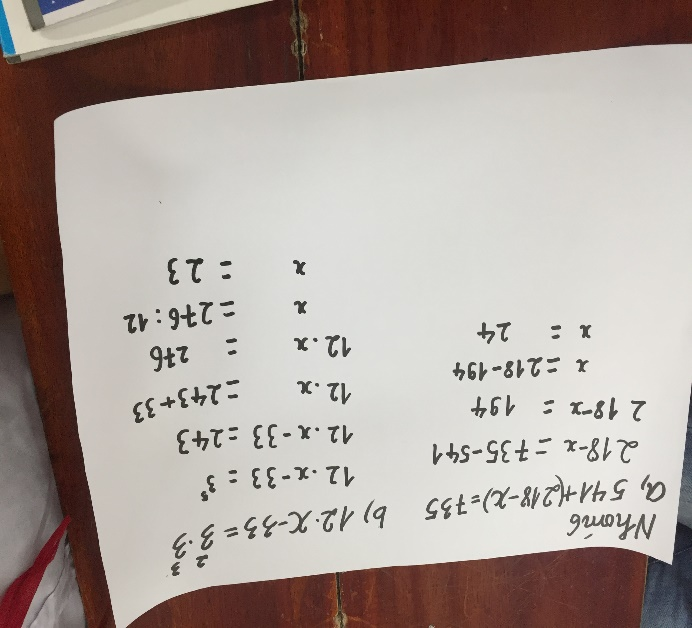 Nhóm 6
a, 541+(218-x)=735
218-x = 735-541
218-x = 194
x = 218-194
x = 24
b) 12.x-33 = 3².3³
12.x-33 = 3⁵
12.x-33 = 243
12.x = 243+33
12.x = 276
x = 276:12
x = 23